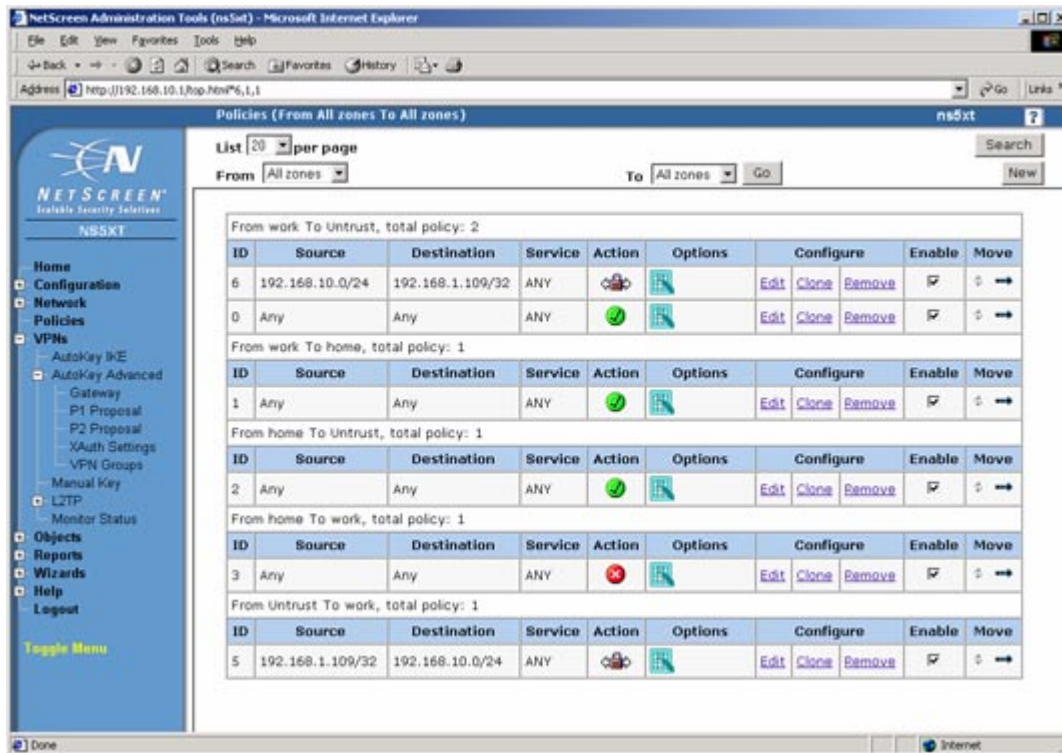 NetScreen Administration Tools (ns5xt) - Microsoft Internet Explorer
File Edit View Favorites Tools Help
Back Search Favorites History
Address http://192.168.10.1/top.html*6,1,1 Go Links
Policies (From All zones To All zones) ns5xt ?
List 20 per page Search
From All zones To All zones Go New
N
NETSCREEN
Scalable Security Solutions
NS5XT
Home
Configuration
Network
Policies
VPNs
AutoKey IKE
AutoKey Advanced
Gateway
P1 Proposal
P2 Proposal
XAuth Settings
VPN Groups
Manual Key
L2TP
Monitor Status
Objects
Reports
Wizards
Help
Logout
Toggle Menu
From work To Untrust, total policy: 2
ID Source Destination Service Action Options Configure Enable Move
6 192.168.10.0/24 192.168.1.109/32 ANY Edit Clone Remove
0 Any Any ANY Edit Clone Remove
From work To home, total policy: 1
ID Source Destination Service Action Options Configure Enable Move
1 Any Any ANY Edit Clone Remove
From home To Untrust, total policy: 1
ID Source Destination Service Action Options Configure Enable Move
2 Any Any ANY Edit Clone Remove
From home To work, total policy: 1
ID Source Destination Service Action Options Configure Enable Move
3 Any Any ANY Edit Clone Remove
From Untrust To work, total policy: 1
ID Source Destination Service Action Options Configure Enable Move
5 192.168.1.109/32 192.168.10.0/24 ANY Edit Clone Remove
Done Internet